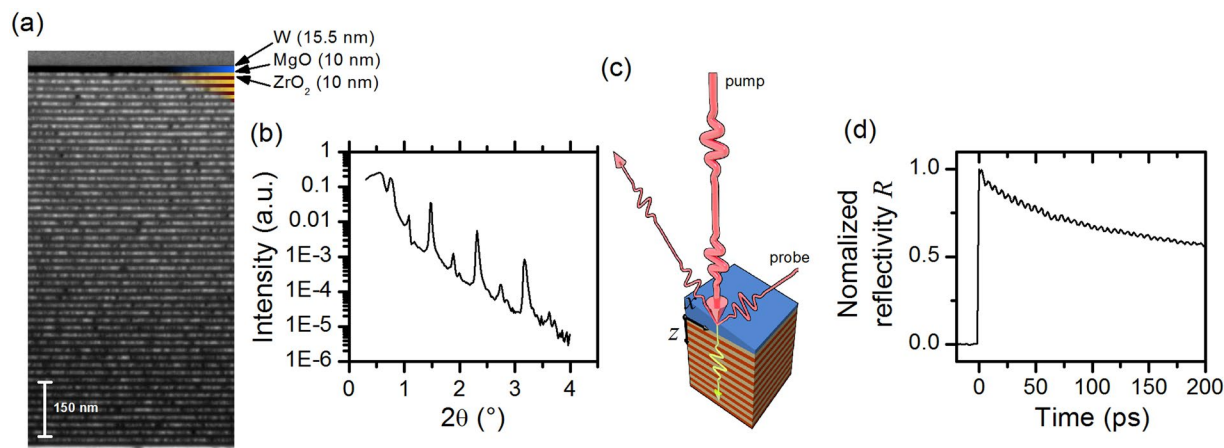 (a)
W (15.5 nm)
MgO (10 nm)
ZrO₂ (10 nm)
150 nm
(b)
Intensity (a.u.)
1
0.1
0.01
1E-3
1E-4
1E-5
1E-6
0 1 2 3 4
2θ (°)
(c)
pump
probe
x
z
(d)
Nomalized
reflectivity R
1.0
0.5
0.0
0 50 100 150 200
Time (ps)